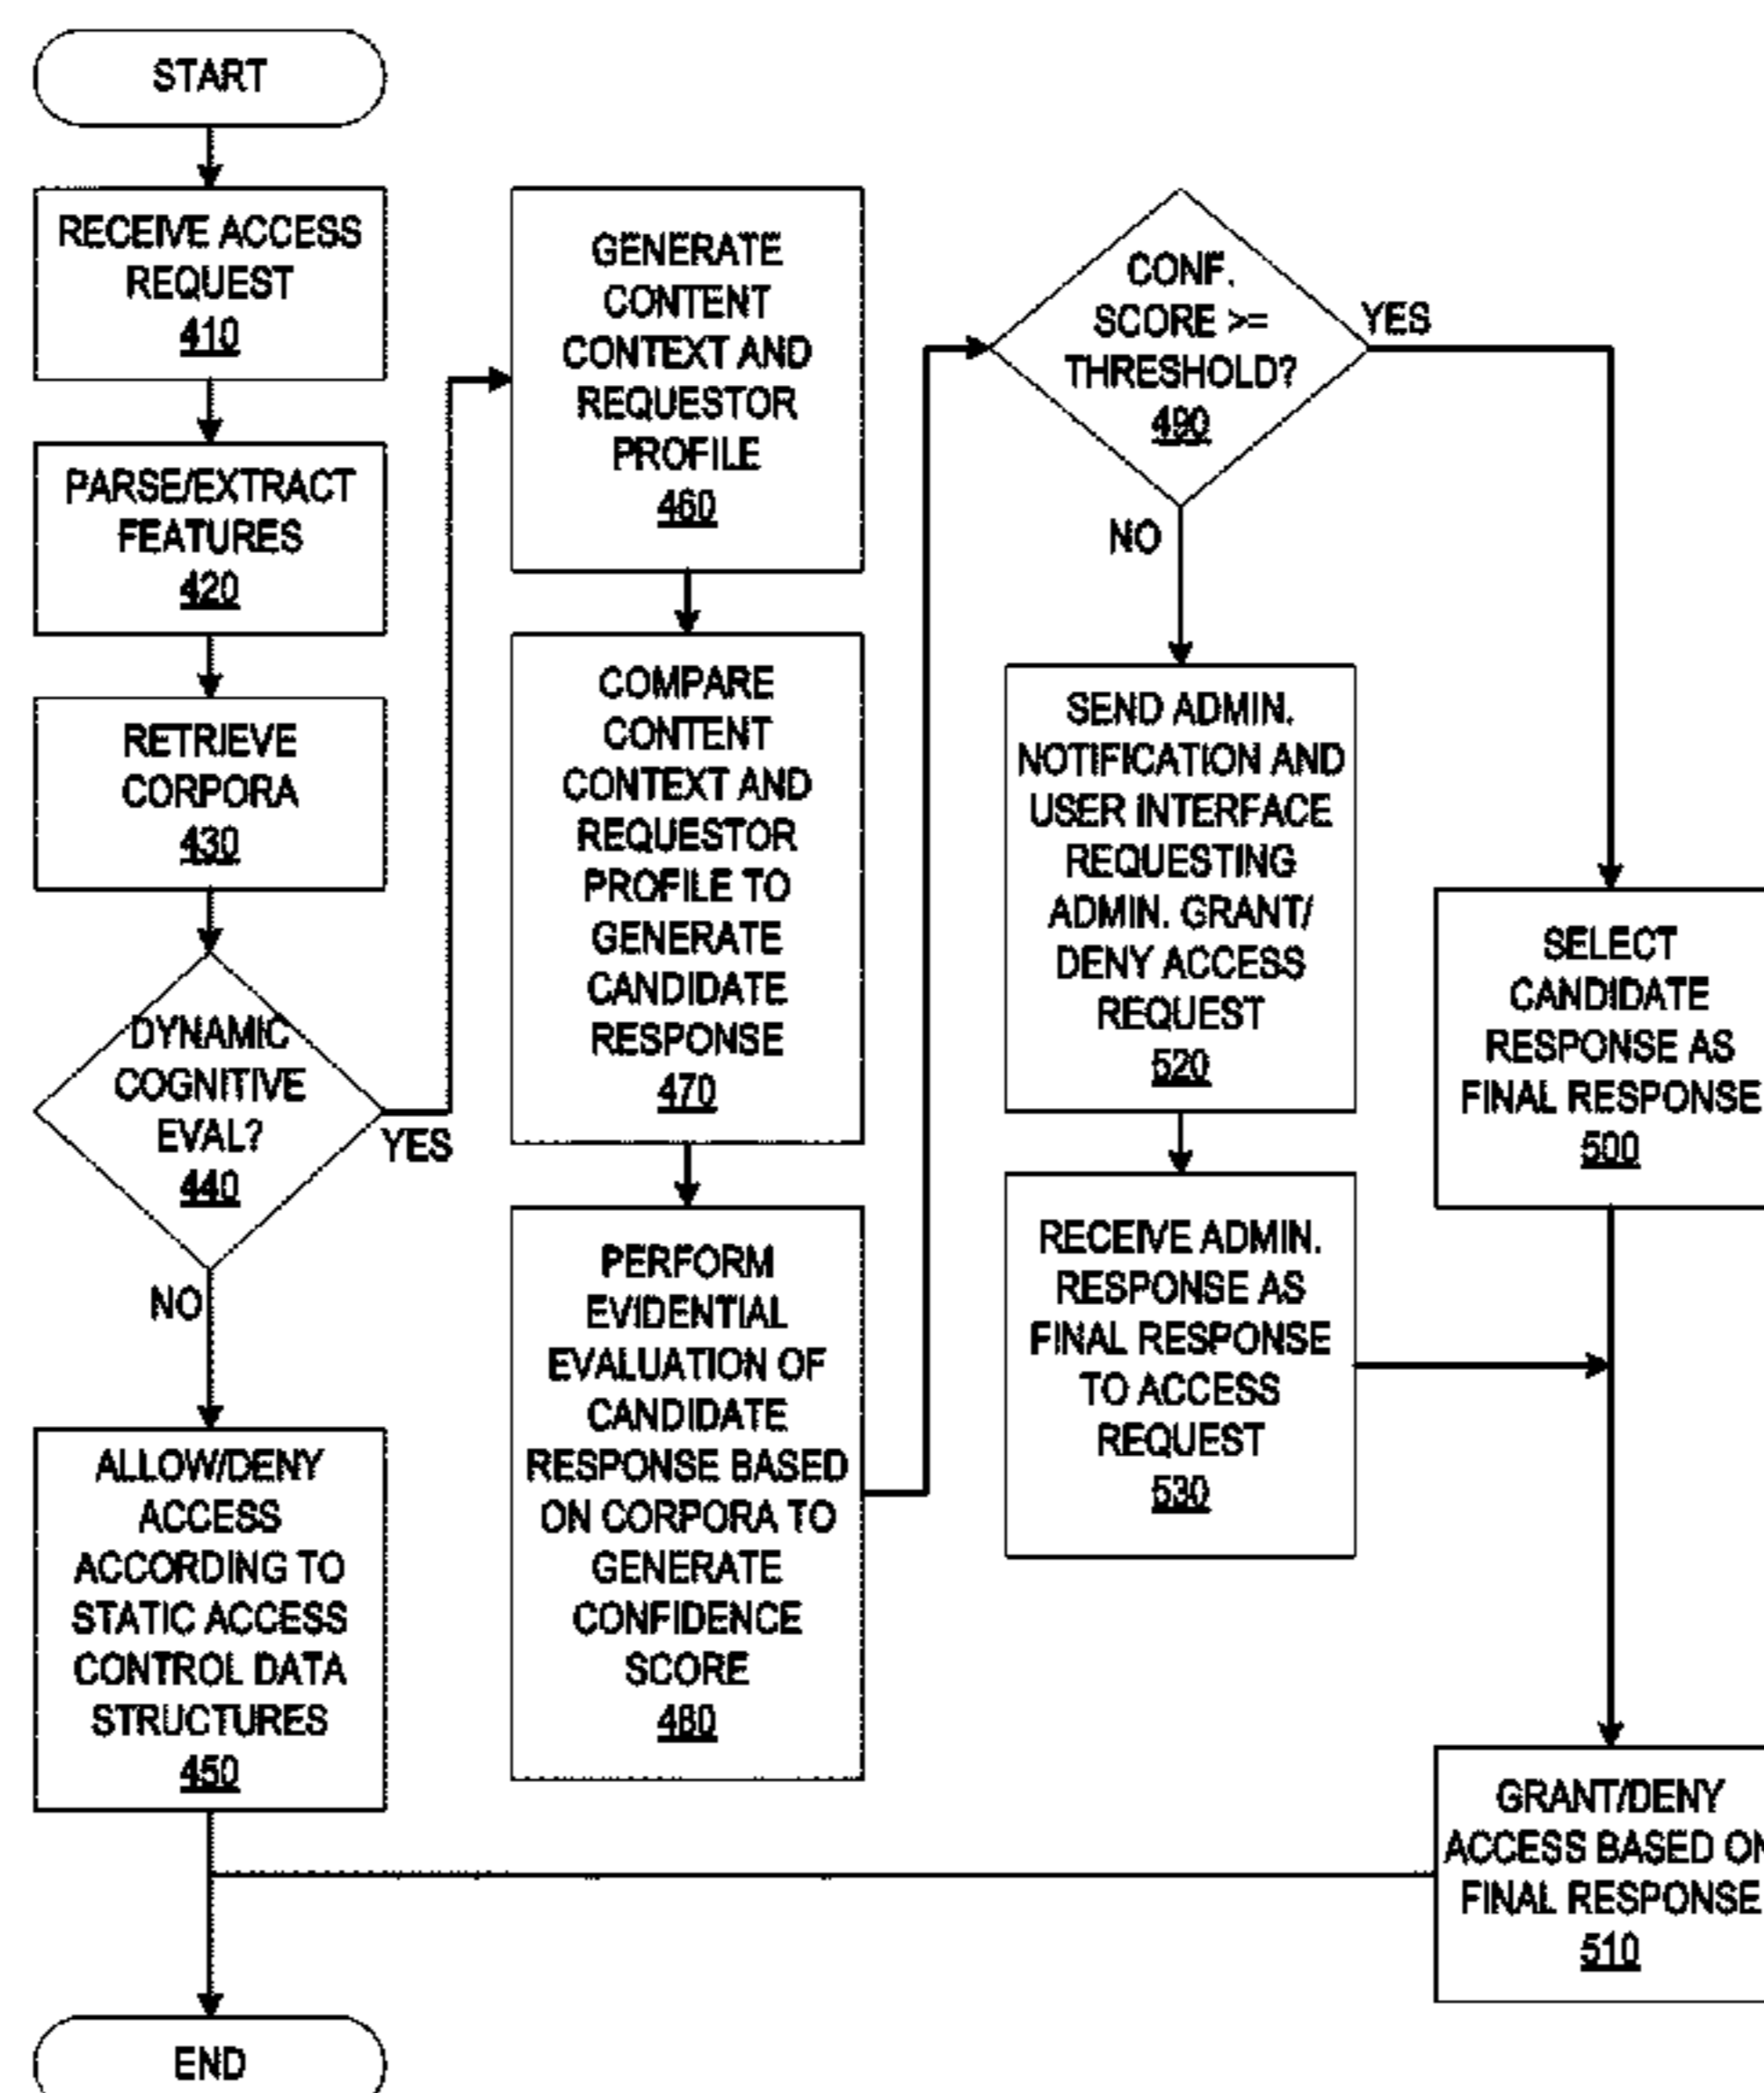 START
RECEIVE ACCESS
REQUEST
410
PARSE/EXTRACT
FEATURES
420
RETRIEVE
CORPORA
430
DYNAMIC
COGNITIVE
EVAL?
440
YES
NO
ALLOW/DENY
ACCESS
ACCORDING TO
STATIC ACCESS
CONTROL DATA
STRUCTURES
450
END
GENERATE
CONTENT
CONTEXT AND
REQUESTOR
PROFILE
460
COMPARE
CONTENT
CONTEXT AND
REQUESTOR
PROFILE TO
GENERATE
CANDIDATE
RESPONSE
470
PERFORM
EVIDENTIAL
EVALUATION OF
CANDIDATE
RESPONSE BASED
ON CORPORA TO
GENERATE
CONFIDENCE
SCORE
480
CONF.
SCORE >=
THRESHOLD?
490
YES
NO
SEND ADMIN.
NOTIFICATION AND
USER INTERFACE
REQUESTING
ADMIN. GRANT/
DENY ACCESS
REQUEST
520
RECEIVE ADMIN.
RESPONSE AS
FINAL RESPONSE
TO ACCESS
REQUEST
530
SELECT
CANDIDATE
RESPONSE AS
FINAL RESPONSE
500
GRANT/DENY
ACCESS BASED ON
FINAL RESPONSE
510